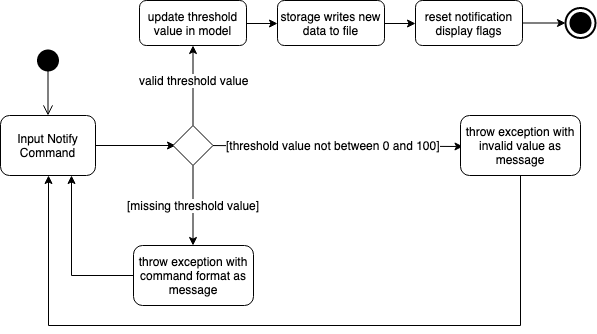 update threshold
value in model
storage writes new
data to file
reset notification
display flags
valid threshold value
Input Notify
Command
[threshold value not between 0 and 100]
throw exception with
invalid value as
message
[missing threshold value]
throw exception with
command format as
message